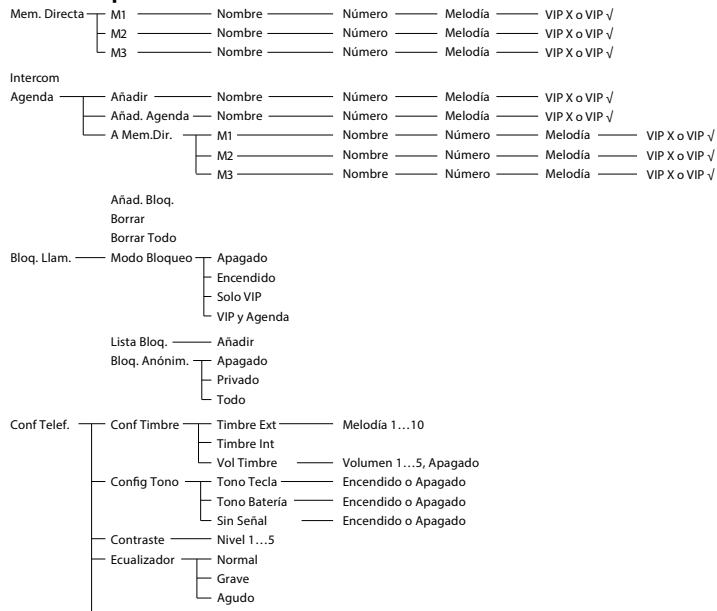 Mem. Directa M1 Nombre Número Melodía VIP X o VIP √
M2 Nombre Número Melodía VIP X o VIP √
M3 Nombre Número Melodía VIP X o VIP √
Intercom
Agenda Añadir Nombre Número Melodía VIP X o VIP √
Añad. Agenda Nombre Número Melodía VIP X o VIP √
A Mem.Dir. M1 Nombre Número Melodía VIP X o VIP √
M2 Nombre Número Melodía VIP X o VIP √
M3 Nombre Número Melodía VIP X o VIP √
Añad. Bloq.
Borrar
Borrar Todo
Bloq. Llam. Modo Bloqueo Apagado
Encendido
Solo VIP
VIP y Agenda
Lista Bloq. Añadir
Bloq. Anónim. Apagado
Privado
Todo
Conf Telef. Conf Timbre Timbre Ext Melodía 1…10
Timbre Int
Vol Timbre Volumen 1…5, Apagado
Config Tono Tono Tecla Encendido o Apagado
Tono Batería Encendido o Apagado
Sin Señal Encendido o Apagado
Contraste Nivel 1…5
Ecualizador Normal
Grave
Agudo